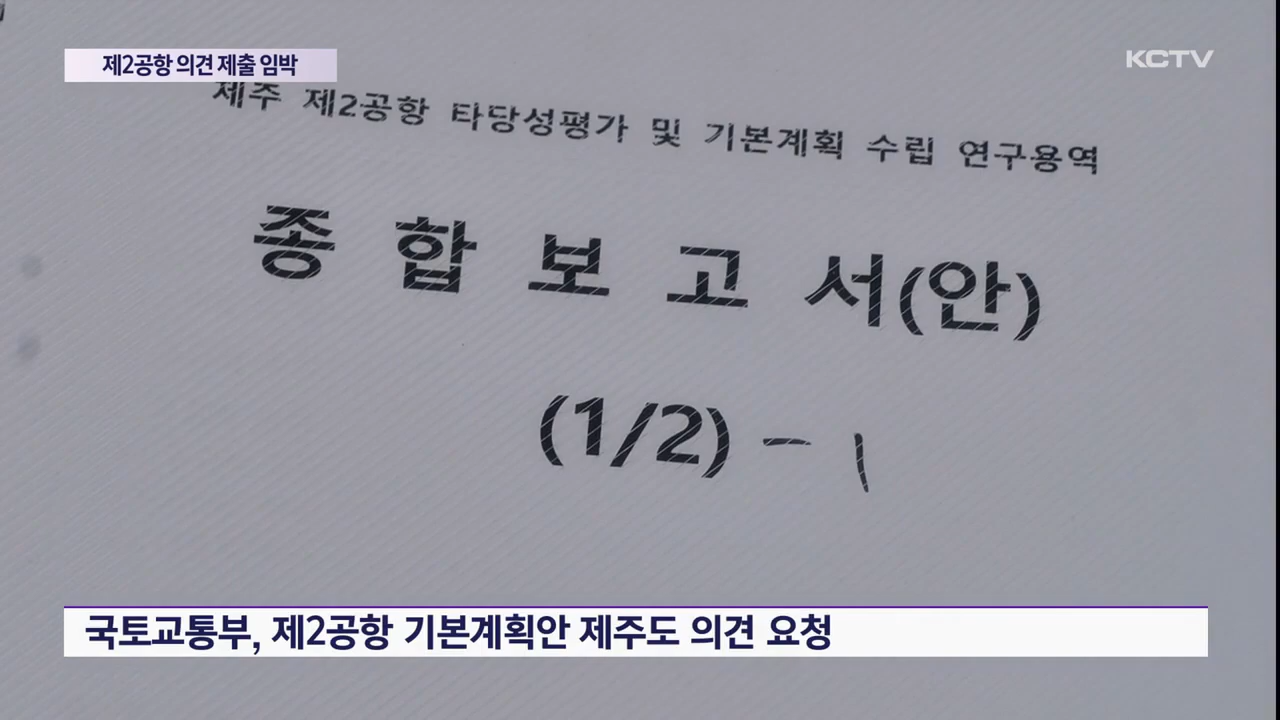 제2공항 의견 제출 임박
KCTV
제주 제2공항 타당성평가 및 기본계획 수립 연구용역
종 합 보 고 서(안)
(1/2) - 1
국토교통부, 제2공항 기본계획안 제주도 의견 요청